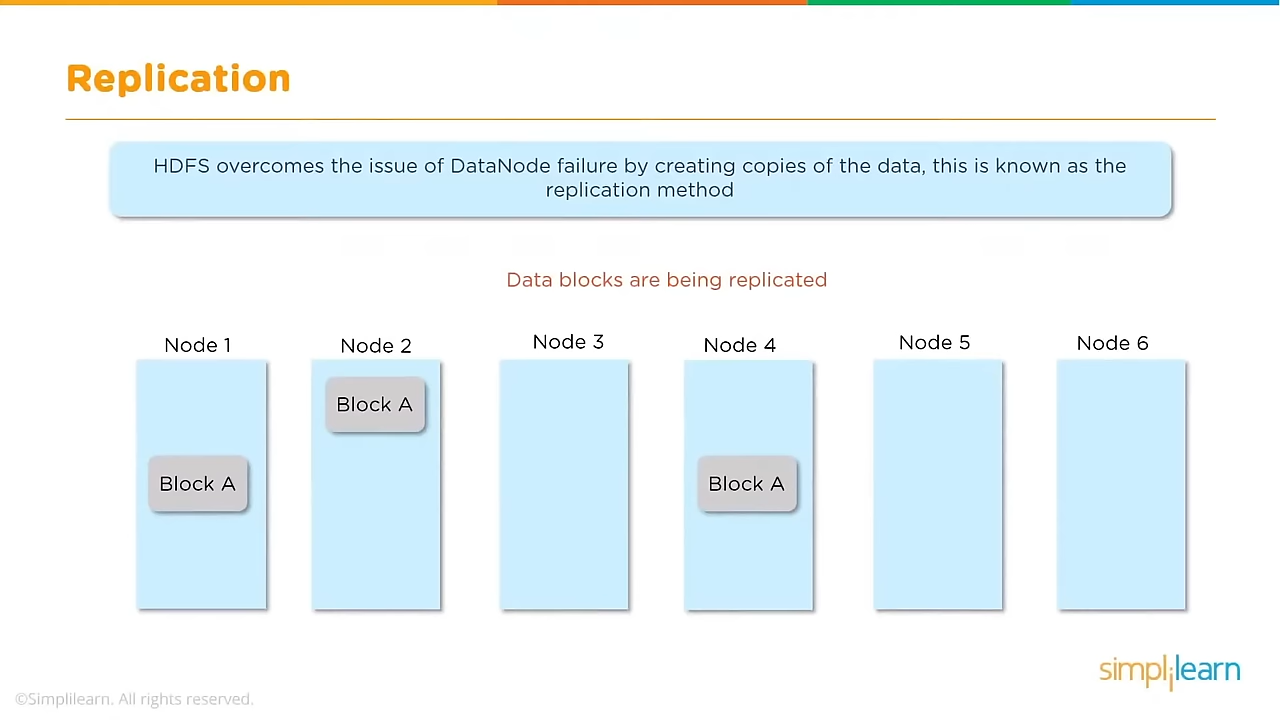 Replication
HDFS overcomes the issue of DataNode failure by creating copies of the data, this is known as the
replication method
Data blocks are being replicated
Node 1
Node 2
Node 3
Node 4
Node 5
Node 6
Block A
Block A
Block A
simplilearn
©Simplilearn. All rights reserved.